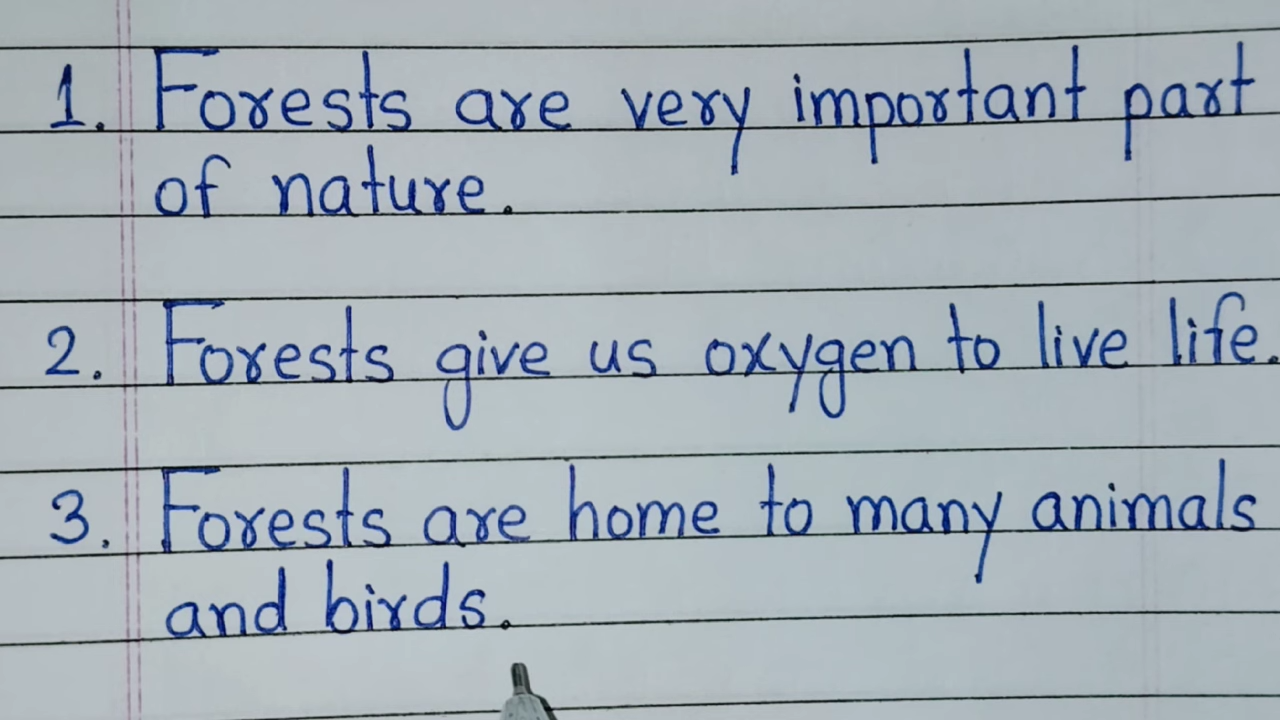 1. Forests are very important part
of nature.
2. Forests give us oxygen to live life.
3. Forests are home to many animals
and birds.